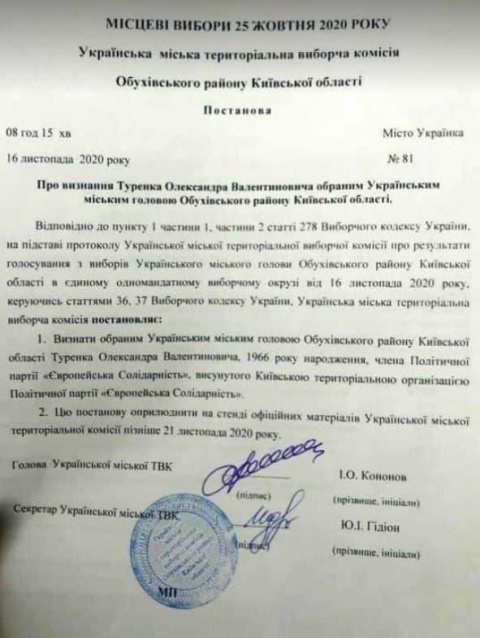 МІСЦЕВІ ВИБОРИ 25 ЖОВТНЯ 2020 РОКУ
Українська міська територіальна виборча комісія
Обухівського району Київської області
Постанова
08 год 15 хв
Місто Українка
16 листопада 2020 року
№ 81
Про визнання Туренка Олександра Валентиновича обраним Українським
міським головою Обухівського району Київської області.
Відповідно до пункту 1 частини 1, частини 2 статті 278 Виборчого кодексу України,
на підставі протоколу Української міської територіальної виборчої комісії про результати
голосування з виборів Українського міського голови Обухівського району Київської
області в єдиному одномандатному виборчому окрузі від 16 листопада 2020 року,
керуючись статтями 36, 37 Виборчого кодексу України, Українська міська територіальна
виборча комісія постановляє:
1. Визнати обраним Українським міським головою Обухівського району Київської
області Туренка Олександра Валентиновича, 1966 року народження, члена Політичної
партії «Європейська Солідарність», висунутого Київською територіальною організацією
Політичної партії «Європейська Солідарність».
2. Цю постанову оприлюднити на стенді офіційних матеріалів Української міської
територіальної комісії пізніше 21 листопада 2020 року.
Голова Української міської ТВК
І.О. Кононов
(підпис)
(прізвище, ініціали)
Секретар Української міської ТВК
Ю.І. Гідіон
(підпис)
(прізвище, ініціали)
МП